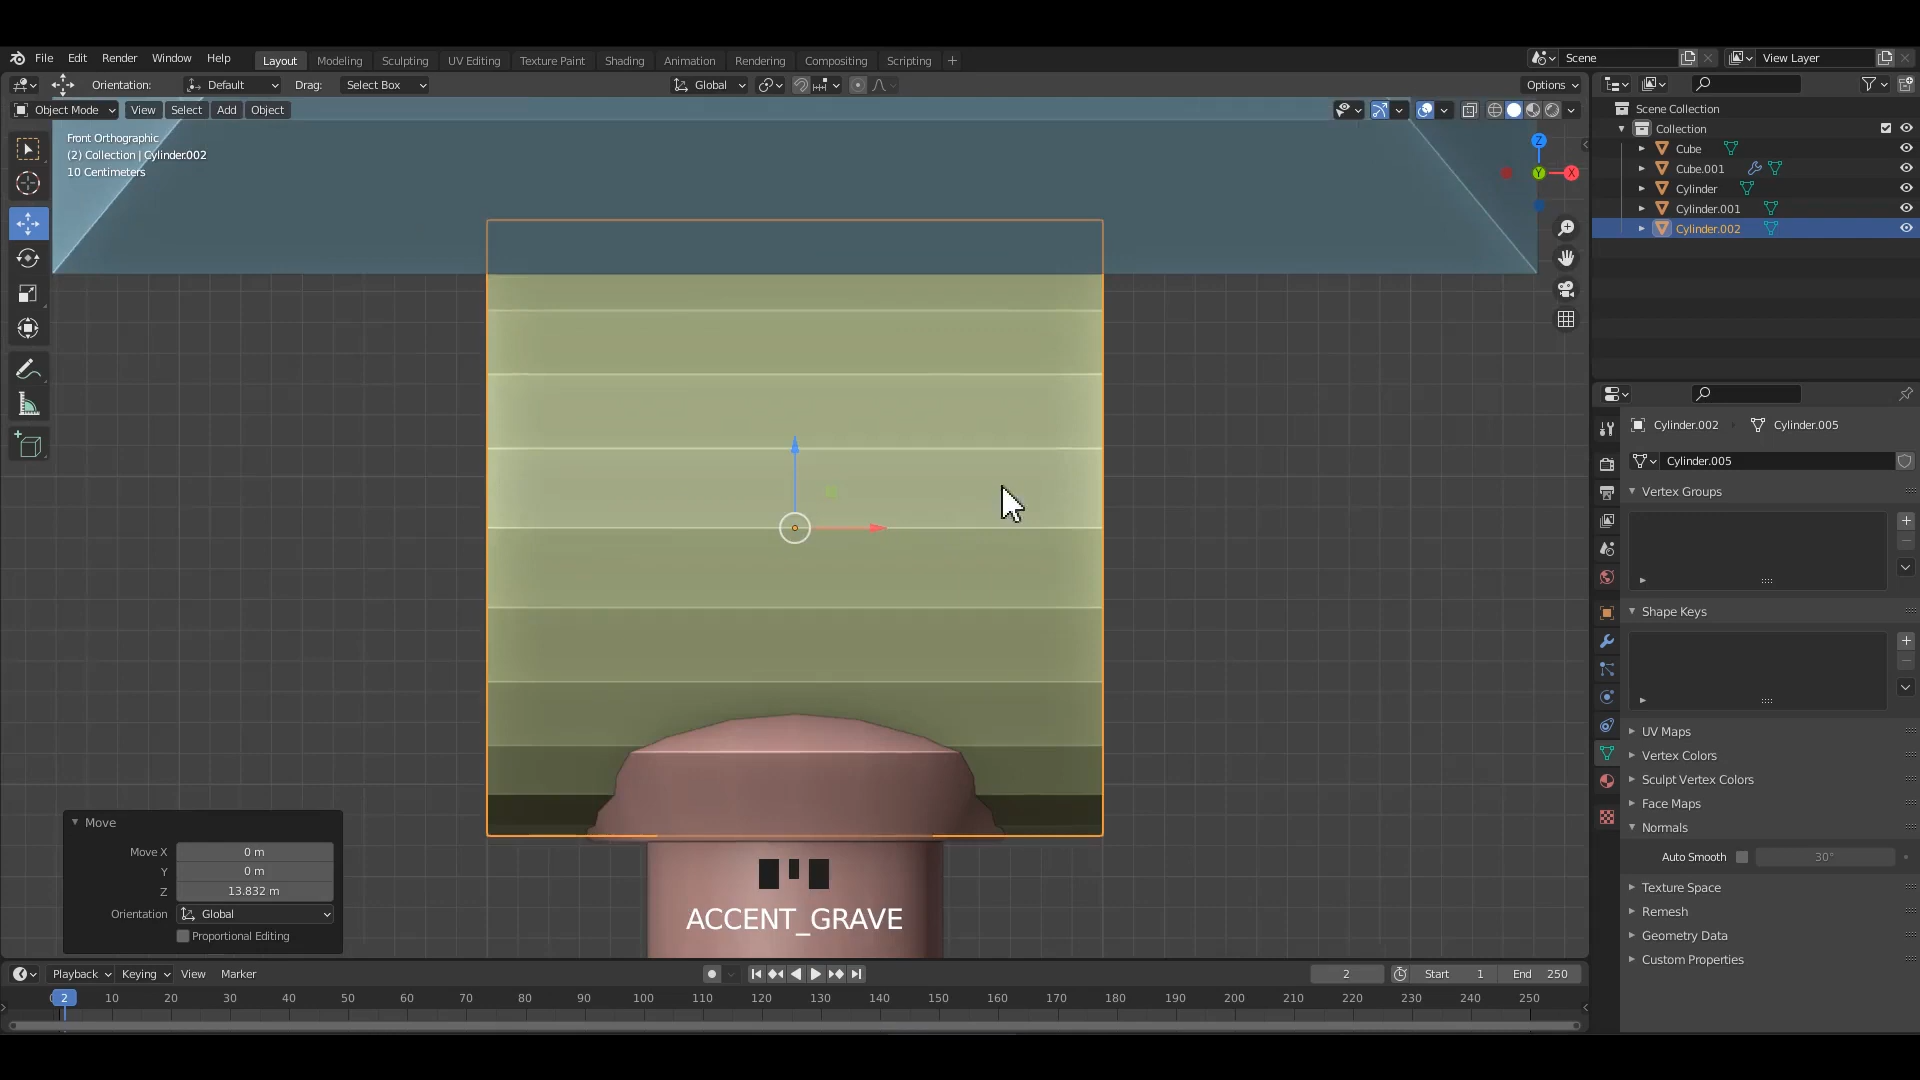 File Edit Render Window Help Layout Modeling Sculpting UV Editing Texture Paint Shading Animation Rendering Compositing Scripting + Scene View Layer
Orientation: Default Drag: Select Box Global Options
Object Mode View Select Add Object
Front Orthographic
(2) Collection | Cylinder.002
10 Centimeters
Z
Y
X
Scene Collection
Collection
Cube
Cube.001
Cylinder
Cylinder.001
Cylinder.002
Cylinder.002 Cylinder.005
Cylinder.005
Vertex Groups
Shape Keys
UV Maps
Vertex Colors
Sculpt Vertex Colors
Face Maps
Normals
Auto Smooth 30°
Texture Space
Remesh
Geometry Data
Custom Properties
Move
Move X 0 m
Y 0 m
Z 13.832 m
Orientation Global
Proportional Editing
ACCENT_GRAVE
Playback Keying View Marker 2 Start 1 End 250
2 10 20 30 40 50 60 70 80 90 100 110 120 130 140 150 160 170 180 190 200 210 220 230 240 250